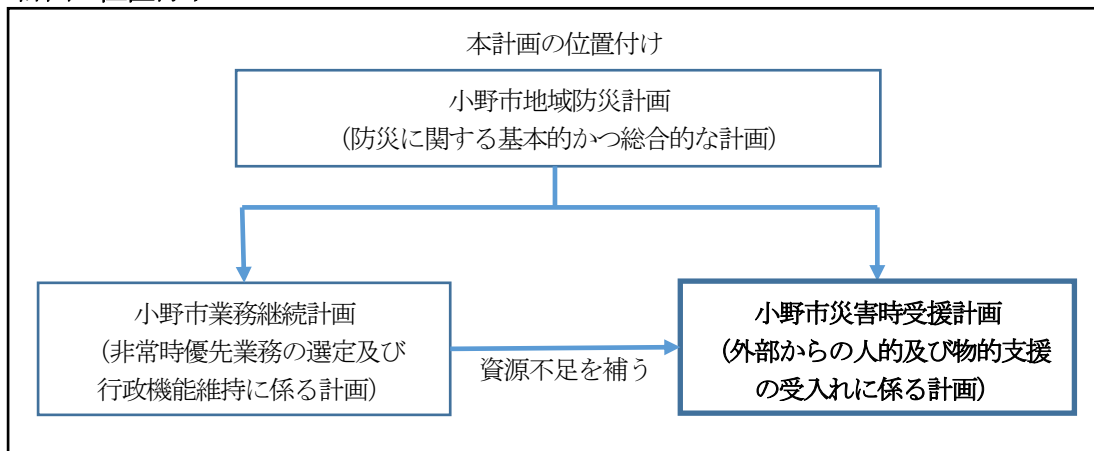 本計画の位置付け
小野市地域防災計画
(防災に関する基本的かつ総合的な計画)
小野市業務継続計画
(非常時優先業務の選定及び
行政機能維持に係る計画)
資源不足を補う
小野市災害時受援計画
(外部からの人的及び物的支援
の受入れに係る計画)